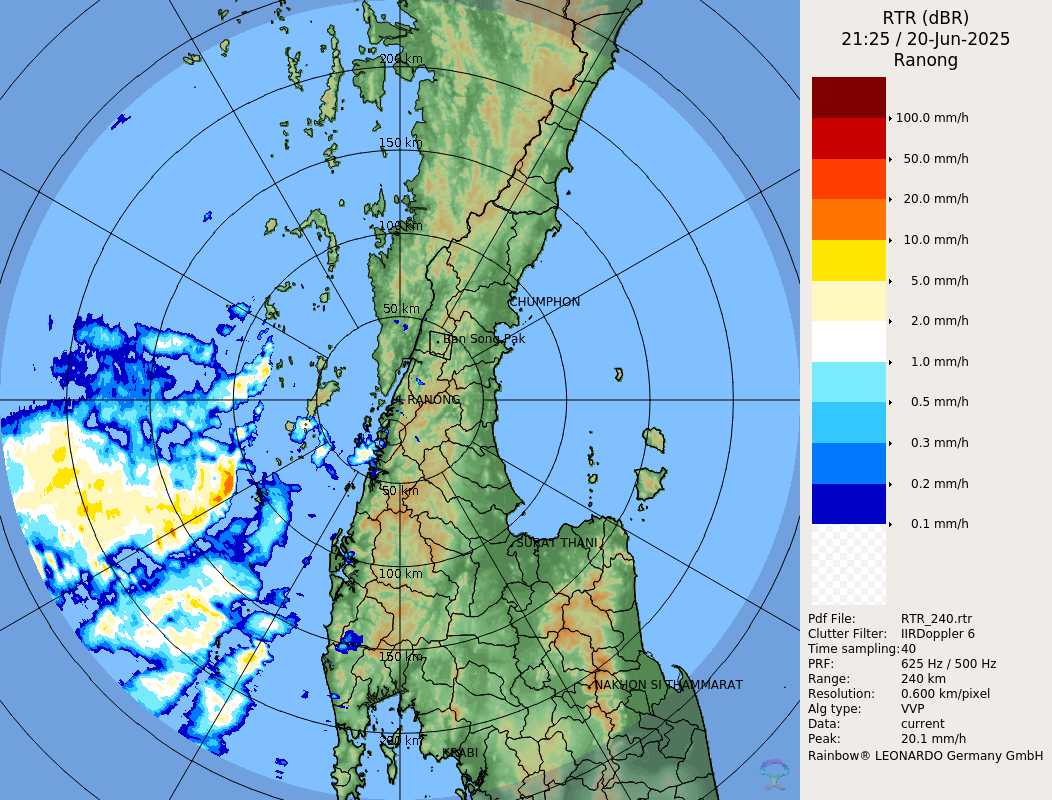 RTR (dBR)
21:25 / 20-Jun-2025
Ranong
100.0 mm/h
50.0 mm/h
20.0 mm/h
10.0 mm/h
5.0 mm/h
2.0 mm/h
1.0 mm/h
0.5 mm/h
0.3 mm/h
0.2 mm/h
0.1 mm/h
Pdf File: RTR_240.rtr
Clutter Filter: IIRDoppler 6
Time sampling:40
PRF: 625 Hz / 500 Hz
Range: 240 km
Resolution: 0.600 km/pixel
Alg type: VVP
Data: current
Peak: 20.1 mm/h
Rainbow® LEONARDO Germany GmbH
200 km
150 km
100 km
CHUMPHON
50 km
Ban Song Pak
RANONG
50 km
SURAT THANI
100 km
150 km
NAKHON SI THAMMARAT
200 km
KRABI